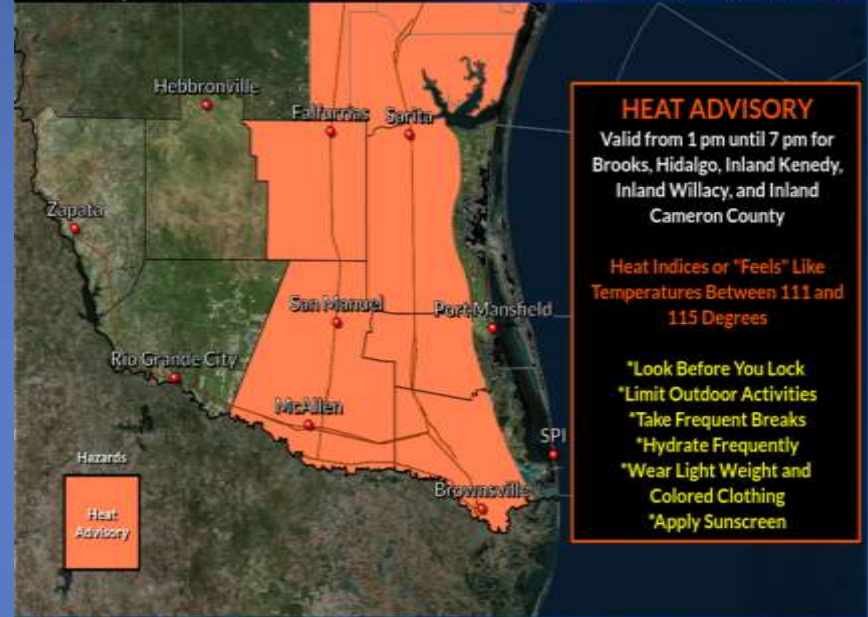 Hebbronville
Falfurrias
Sarita
Zapata
San Manuel
Port Mansfield
Rio Grande City
McAllen
SPI
Brownsville
Hazards
Heat
Advisory
HEAT ADVISORY
Valid from 1 pm until 7 pm for
Brooks, Hidalgo, Inland Kenedy,
Inland Willacy, and Inland
Cameron County
Heat Indices or "Feels" Like
Temperatures Between 111 and
115 Degrees
*Look Before You Lock
*Limit Outdoor Activities
*Take Frequent Breaks
*Hydrate Frequently
*Wear Light Weight and
Colored Clothing
*Apply Sunscreen